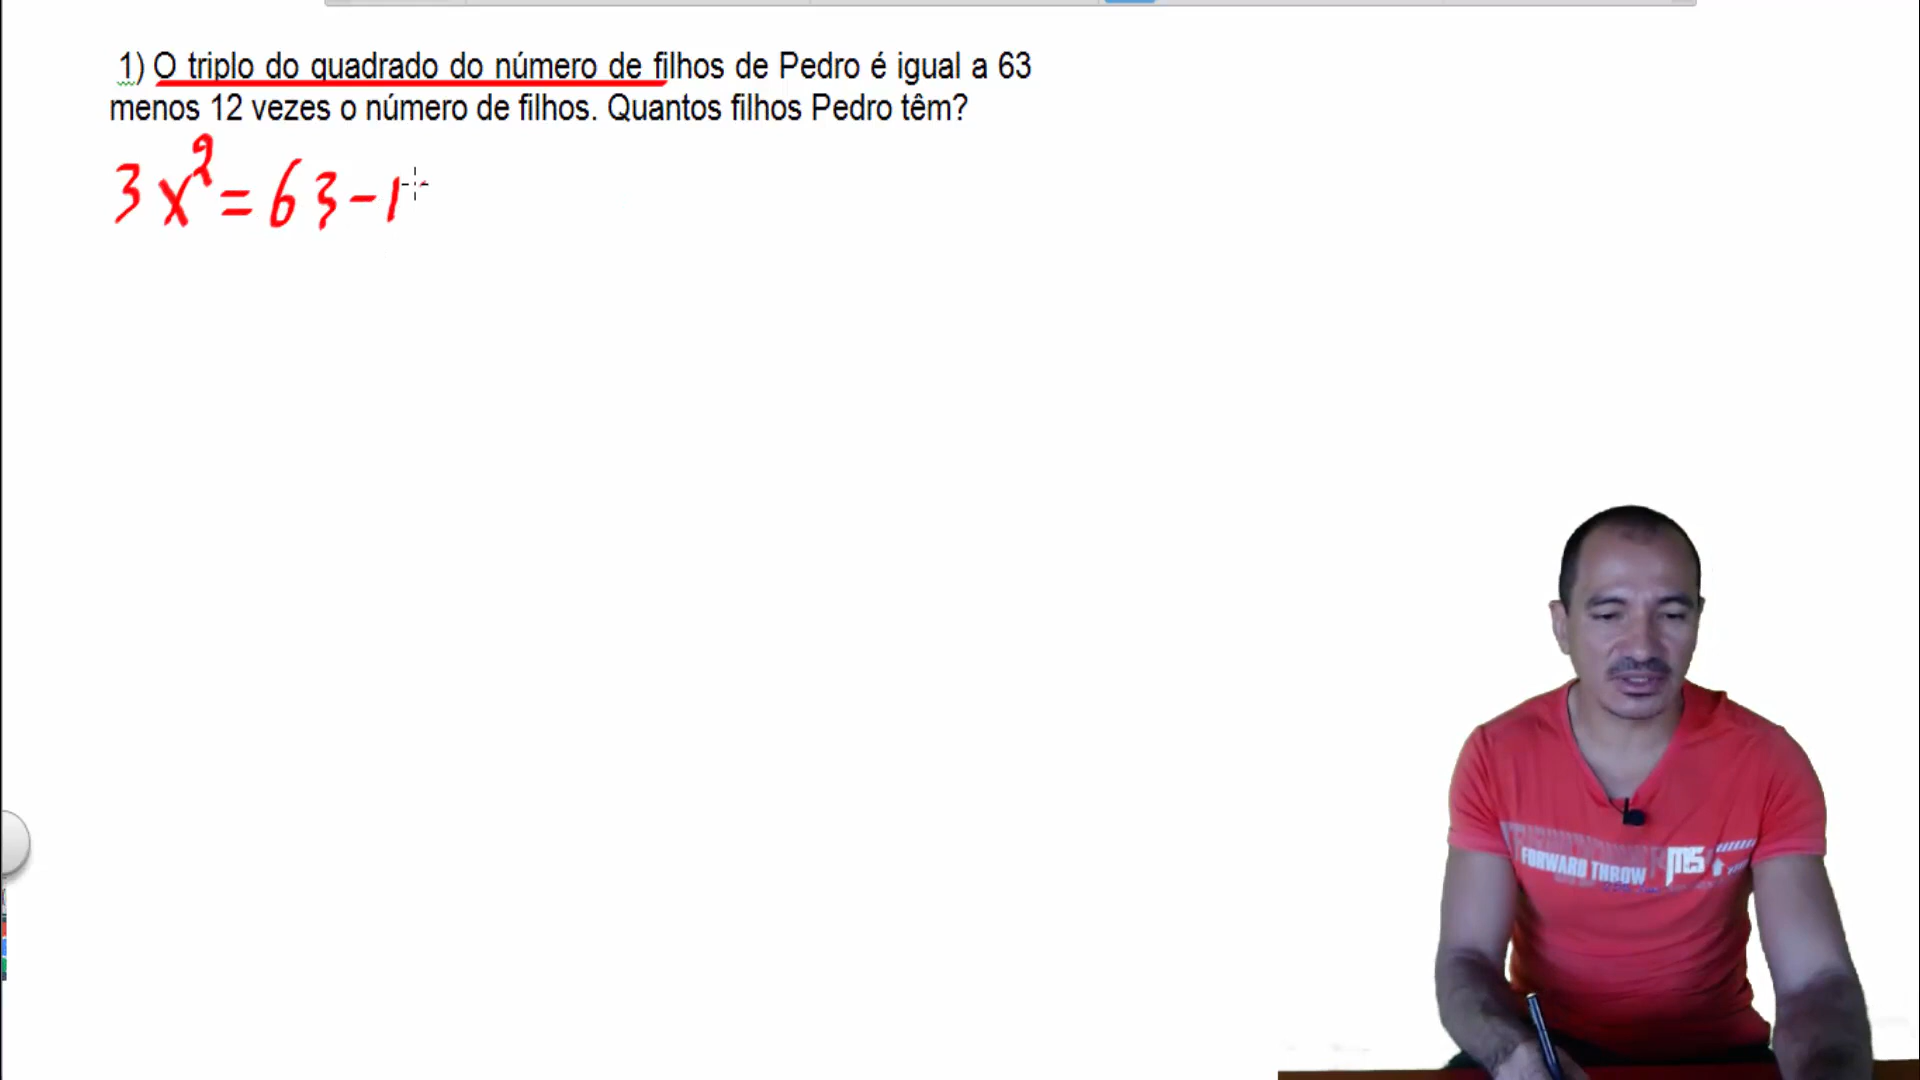 1) O triplo do quadrado do número de filhos de Pedro é igual a 63
menos 12 vezes o número de filhos. Quantos filhos Pedro têm?
3x² = 63 - 1
FORWARD THROW MS